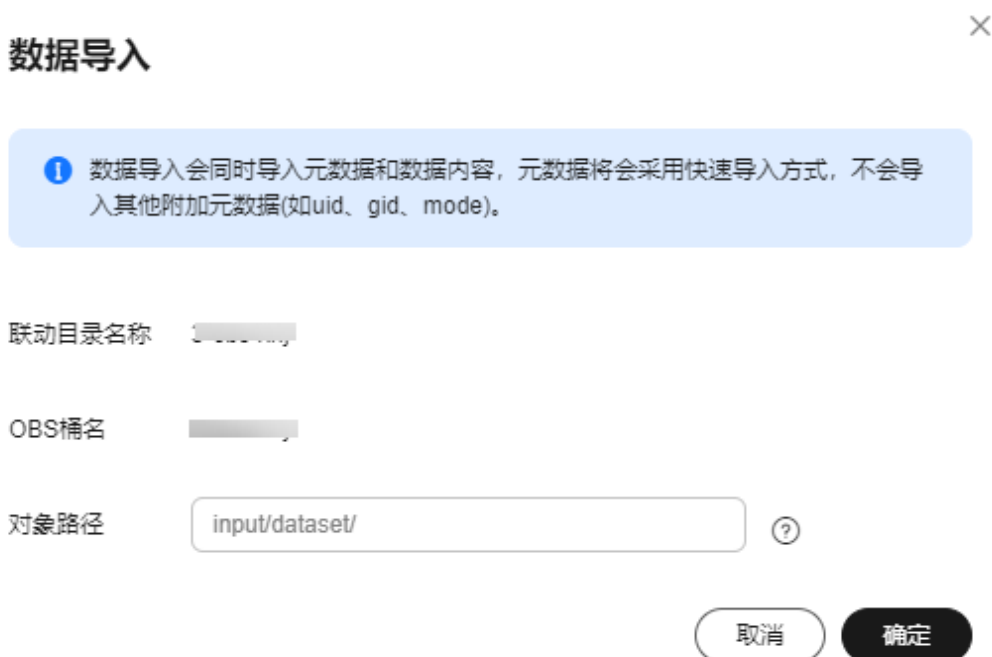 数据导入
数据导入会同时导入元数据和数据内容，元数据将会采用快速导入方式，不会导
入其他附加元数据(如uid、gid、mode)。
联动目录名称
OBS桶名
对象路径 input/dataset/
取消 确定